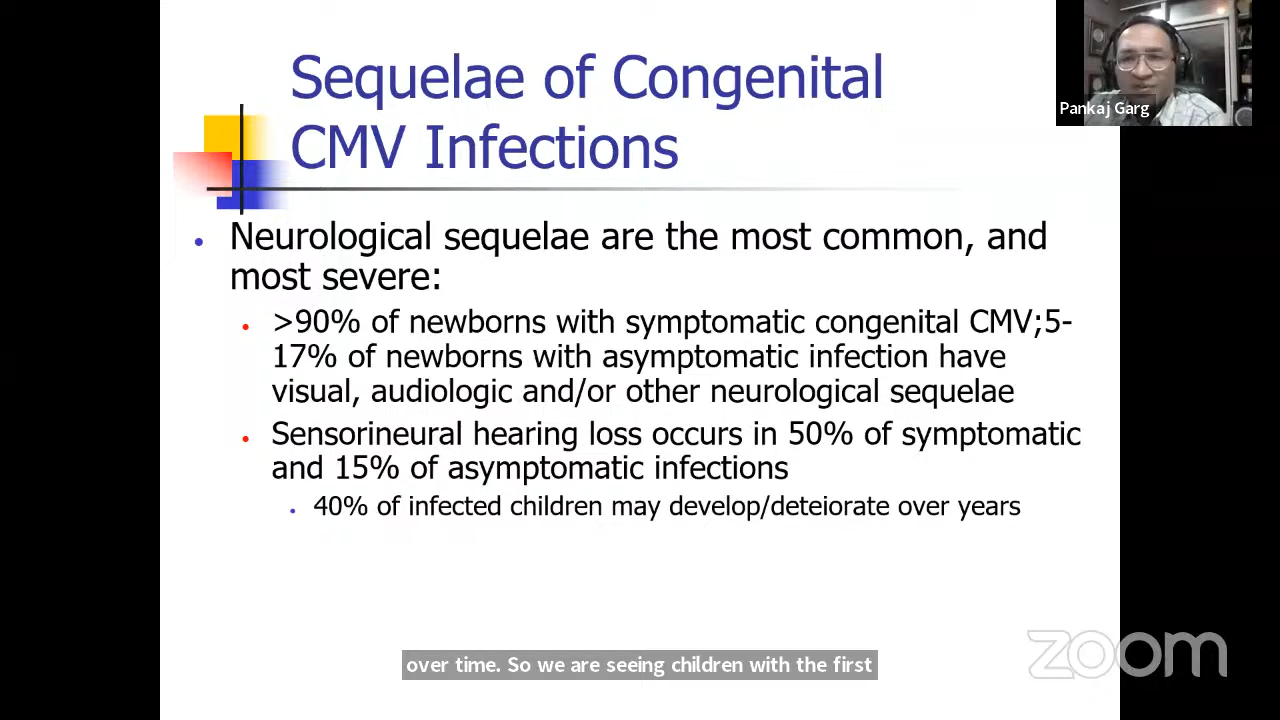 Sequelae of Congenital
CMV Infections
Pankaj Garg
• Neurological sequelae are the most common, and
most severe:
• >90% of newborns with symptomatic congenital CMV;5-
17% of newborns with asymptomatic infection have
visual, audiologic and/or other neurological sequelae
• Sensorineural hearing loss occurs in 50% of symptomatic
and 15% of asymptomatic infections
• 40% of infected children may develop/deteiorate over years
zoom
over time. So we are seeing children with the first